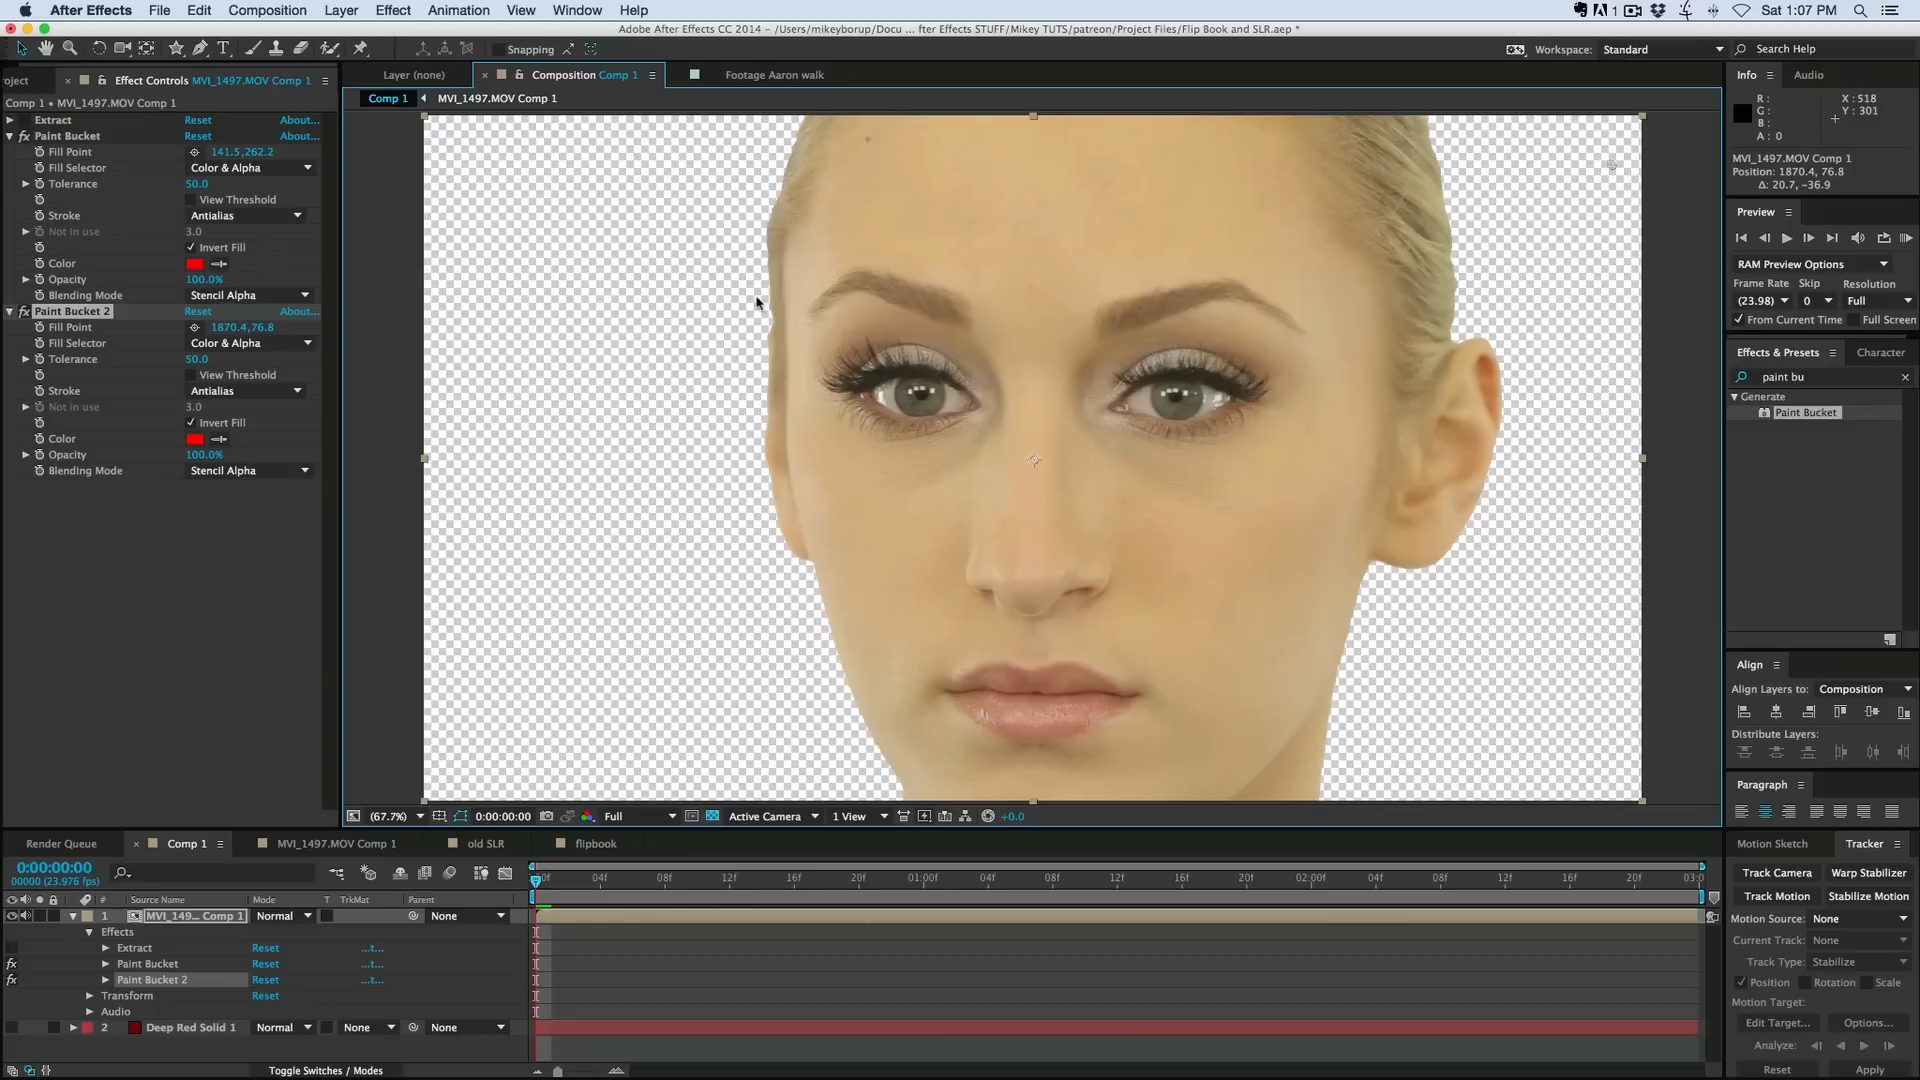 After Effects File Edit Composition Layer Effect Animation View Window Help
1 Sat 1:07 PM
Adobe After Effects CC 2014 – /Users/mikeyborup/Docu ... fter Effects STUFF/Mikey TUTS/patreon/Project Files/Flip Book and SLR.aep *
Snapping Workspace: Standard Search Help
roject Effect Controls MVI_1497.MOV Comp 1
Comp 1 • MVI_1497.MOV Comp 1
Extract Reset About...
Paint Bucket Reset About...
Fill Point 141.5,262.2
Fill Selector Color & Alpha
Tolerance 50.0
View Threshold
Stroke Antialias
Not in use 3.0
Invert Fill
Color
Opacity 100.0%
Blending Mode Stencil Alpha
Paint Bucket 2 Reset About...
Fill Point 1870.4,76.8
Fill Selector Color & Alpha
Tolerance 50.0
View Threshold
Stroke Antialias
Not in use 3.0
Invert Fill
Color
Opacity 100.0%
Blending Mode Stencil Alpha
Layer (none) Composition Comp 1 Footage Aaron walk
Comp 1 MVI_1497.MOV Comp 1
(67.7%) 0:00:00:00 Full Active Camera 1 View +0.0
Info Audio
R: X: 518
G: Y: 301
B:
A: 0
MVI_1497.MOV Comp 1
Position: 1870.4, 76.8
Δ: 20.7, -36.9
Preview
RAM Preview Options
Frame Rate Skip Resolution
(23.98) 0 Full
From Current Time Full Screen
Effects & Presets Character
paint bu
Generate
Paint Bucket
Align
Align Layers to: Composition
Distribute Layers:
Paragraph
Motion Sketch Tracker
Track Camera Warp Stabilizer
Track Motion Stabilize Motion
Motion Source: None
Current Track: None
Track Type: Stabilize
Position Rotation Scale
Motion Target:
Edit Target... Options...
Analyze:
Reset Apply
Render Queue Comp 1 MVI_1497.MOV Comp 1 old SLR flipbook
0:00:00:00
00000 (23.976 fps)
00f 04f 08f 12f 16f 20f 01:00f 04f 08f 12f 16f 20f 02:00f 04f 08f 12f 16f 20f 03:0
# Source Name Mode T TrkMat Parent
1 MVI_149... Comp 1 Normal None
Effects
Extract Reset ...t...
Paint Bucket Reset ...t...
Paint Bucket 2 Reset ...t...
Transform Reset
Audio
2 Deep Red Solid 1 Normal None None
Toggle Switches / Modes